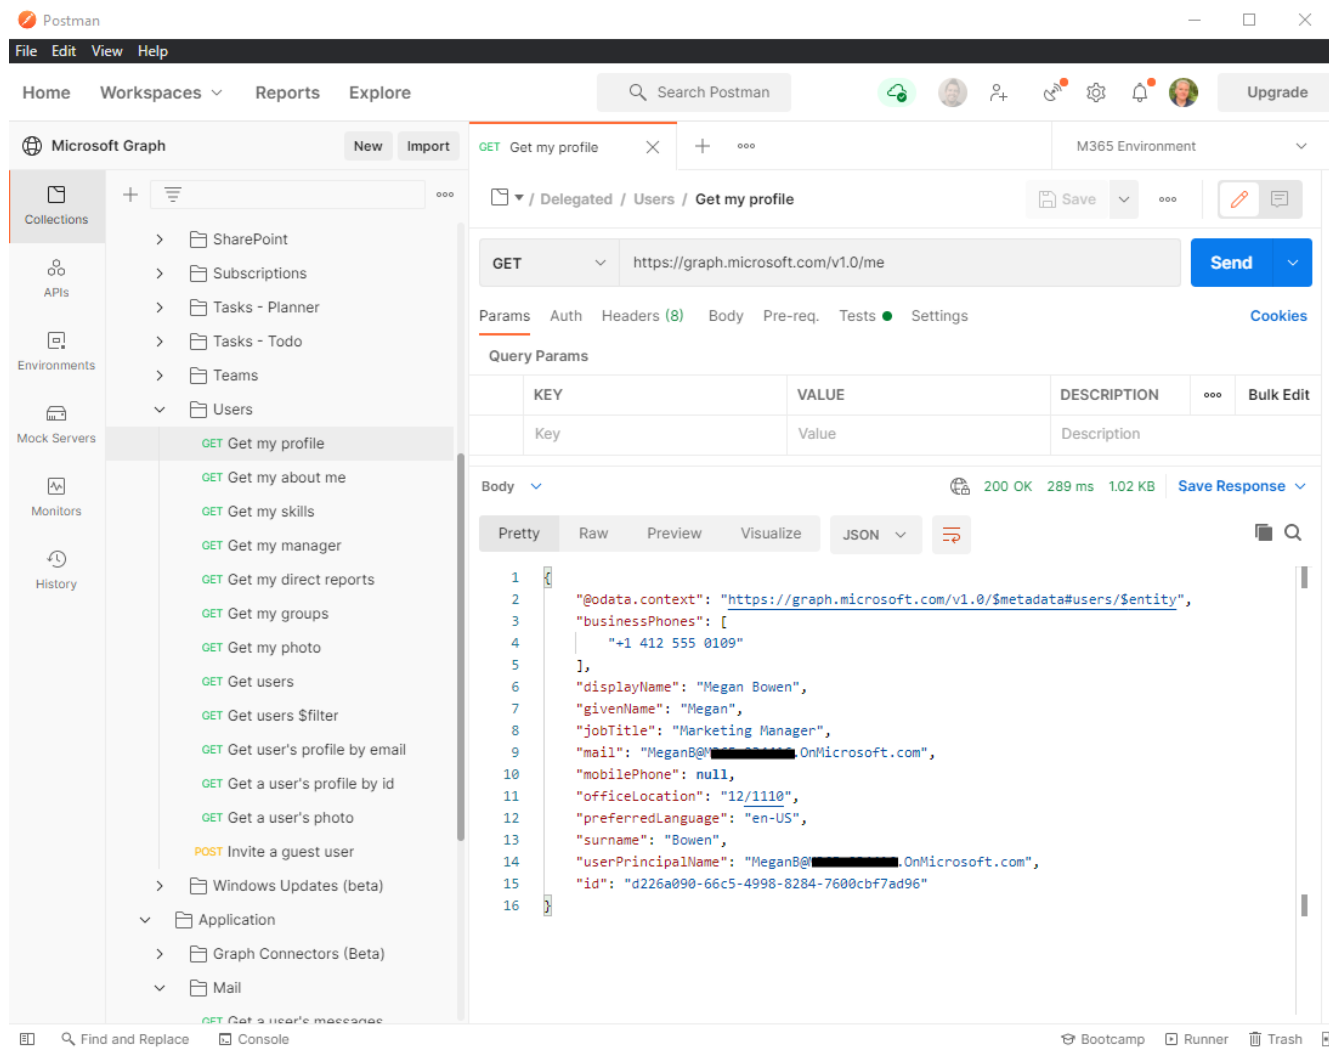 Postman
File Edit View Help
Home Workspaces Reports Explore Search Postman Upgrade
Microsoft Graph New Import
GET Get my profile
M365 Environment
Collections
APIs
Environments
Mock Servers
Monitors
History
SharePoint
Subscriptions
Tasks - Planner
Tasks - Todo
Teams
Users
GET Get my profile
GET Get my about me
GET Get my skills
GET Get my manager
GET Get my direct reports
GET Get my groups
GET Get my photo
GET Get users
GET Get users $filter
GET Get user's profile by email
GET Get a user's profile by id
GET Get a user's photo
POST Invite a guest user
Windows Updates (beta)
Application
Graph Connectors (Beta)
Mail
GET Get a user's messages
/ Delegated / Users / Get my profile
Save
GET https://graph.microsoft.com/v1.0/me
Send
Params Auth Headers (8) Body Pre-req. Tests Settings Cookies
Query Params
KEY VALUE DESCRIPTION Bulk Edit
Key Value Description
Body 200 OK 289 ms 1.02 KB Save Response
Pretty Raw Preview Visualize JSON
1 {
2 "@odata.context": "https://graph.microsoft.com/v1.0/$metadata#users/$entity",
3 "businessPhones": [
4 "+1 412 555 0109"
5 ],
6 "displayName": "Megan Bowen",
7 "givenName": "Megan",
8 "jobTitle": "Marketing Manager",
9 "mail": "MeganB@M .OnMicrosoft.com",
10 "mobilePhone": null,
11 "officeLocation": "12/1110",
12 "preferredLanguage": "en-US",
13 "surname": "Bowen",
14 "userPrincipalName": "MeganB@ .OnMicrosoft.com",
15 "id": "d226a090-66c5-4998-8284-7600cbf7ad96"
16 }
Find and Replace Console Bootcamp Runner Trash